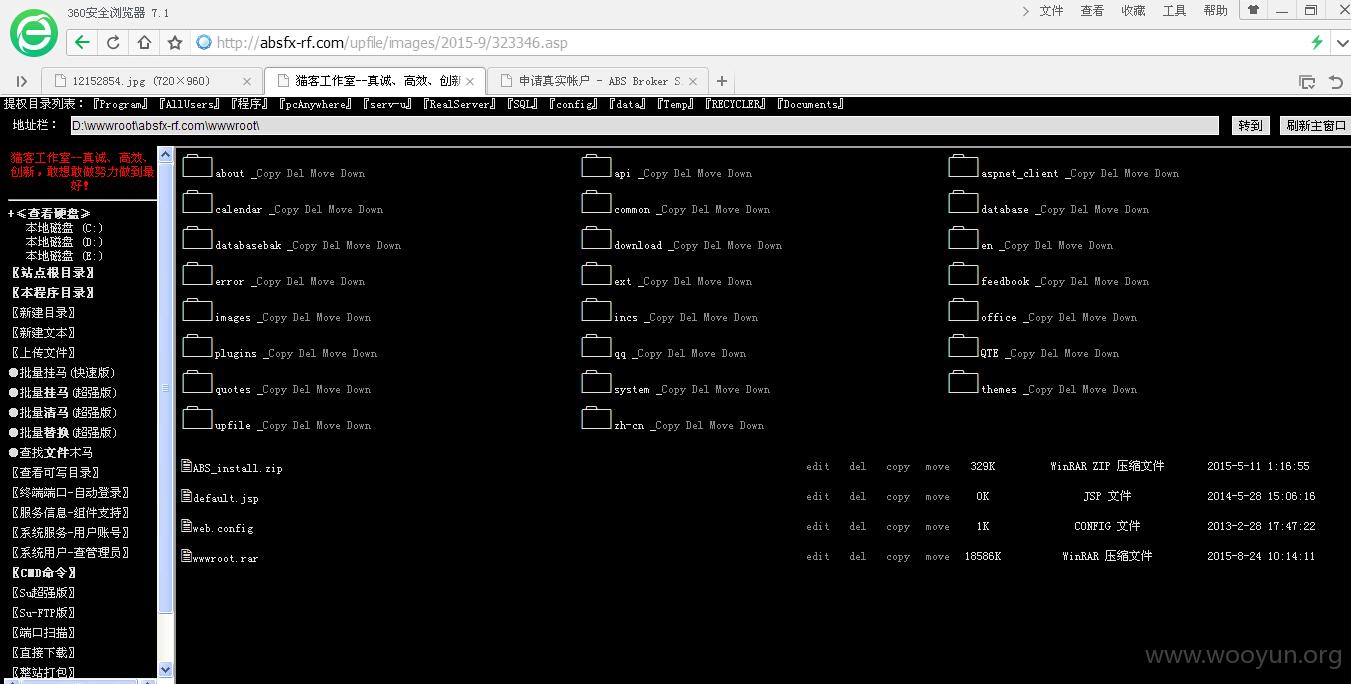 360安全浏览器 7.1
文件 查看 收藏 工具 帮助
http://absfx-rf.com/upfile/images/2015-9/323346.asp
12152854.jpg (720×960)
猫客工作室--真诚、高效、创新
申请真实帐户 - ABS Broker S
提权目录列表：『Program』『AllUsers』『程序』『pcAnywhere』『serv-u』『RealServer』『SQL』『config』『data』『Temp』『RECYCLER』『Documents』
地址栏： D:\wwwroot\absfx-rf.com\wwwroot\ 转到 刷新主窗口
猫客工作室--真诚、高效、
创新，敢想敢做努力做到最
好！
+≪查看硬盘≫
本地磁盘 (C:)
本地磁盘 (D:)
本地磁盘 (E:)
〖站点根目录〗
〖本程序目录〗
〖新建目录〗
〖新建文本〗
〖上传文件〗
●批量挂马(快速版)
●批量挂马(超强版)
●批量清马(超强版)
●批量替换(超强版)
●查找文件木马
〖查看可写目录〗
〖终端端口-自动登录〗
〖服务信息-组件支持〗
〖系统服务-用户账号〗
〖系统用户-查管理员〗
〖CMD命令〗
〖Su超强版〗
〖Su-FTP版〗
〖端口扫描〗
〖直接下载〗
〖整站打包〗
about _Copy Del Move Down
api _Copy Del Move Down
aspnet_client _Copy Del Move Down
calendar _Copy Del Move Down
common _Copy Del Move Down
database _Copy Del Move Down
databasebak _Copy Del Move Down
download _Copy Del Move Down
en _Copy Del Move Down
error _Copy Del Move Down
ext _Copy Del Move Down
feedbook _Copy Del Move Down
images _Copy Del Move Down
incs _Copy Del Move Down
office _Copy Del Move Down
plugins _Copy Del Move Down
qq _Copy Del Move Down
QTE _Copy Del Move Down
quotes _Copy Del Move Down
system _Copy Del Move Down
themes _Copy Del Move Down
upfile _Copy Del Move Down
zh-cn _Copy Del Move Down
ABS_install.zip edit del copy move 329K WinRAR ZIP 压缩文件 2015-5-11 1:16:55
default.jsp edit del copy move 0K JSP 文件 2014-5-28 15:06:16
web.config edit del copy move 1K CONFIG 文件 2013-2-28 17:47:22
wwwroot.rar edit del copy move 18586K WinRAR 压缩文件 2015-8-24 10:14:11
www.wooyun.org